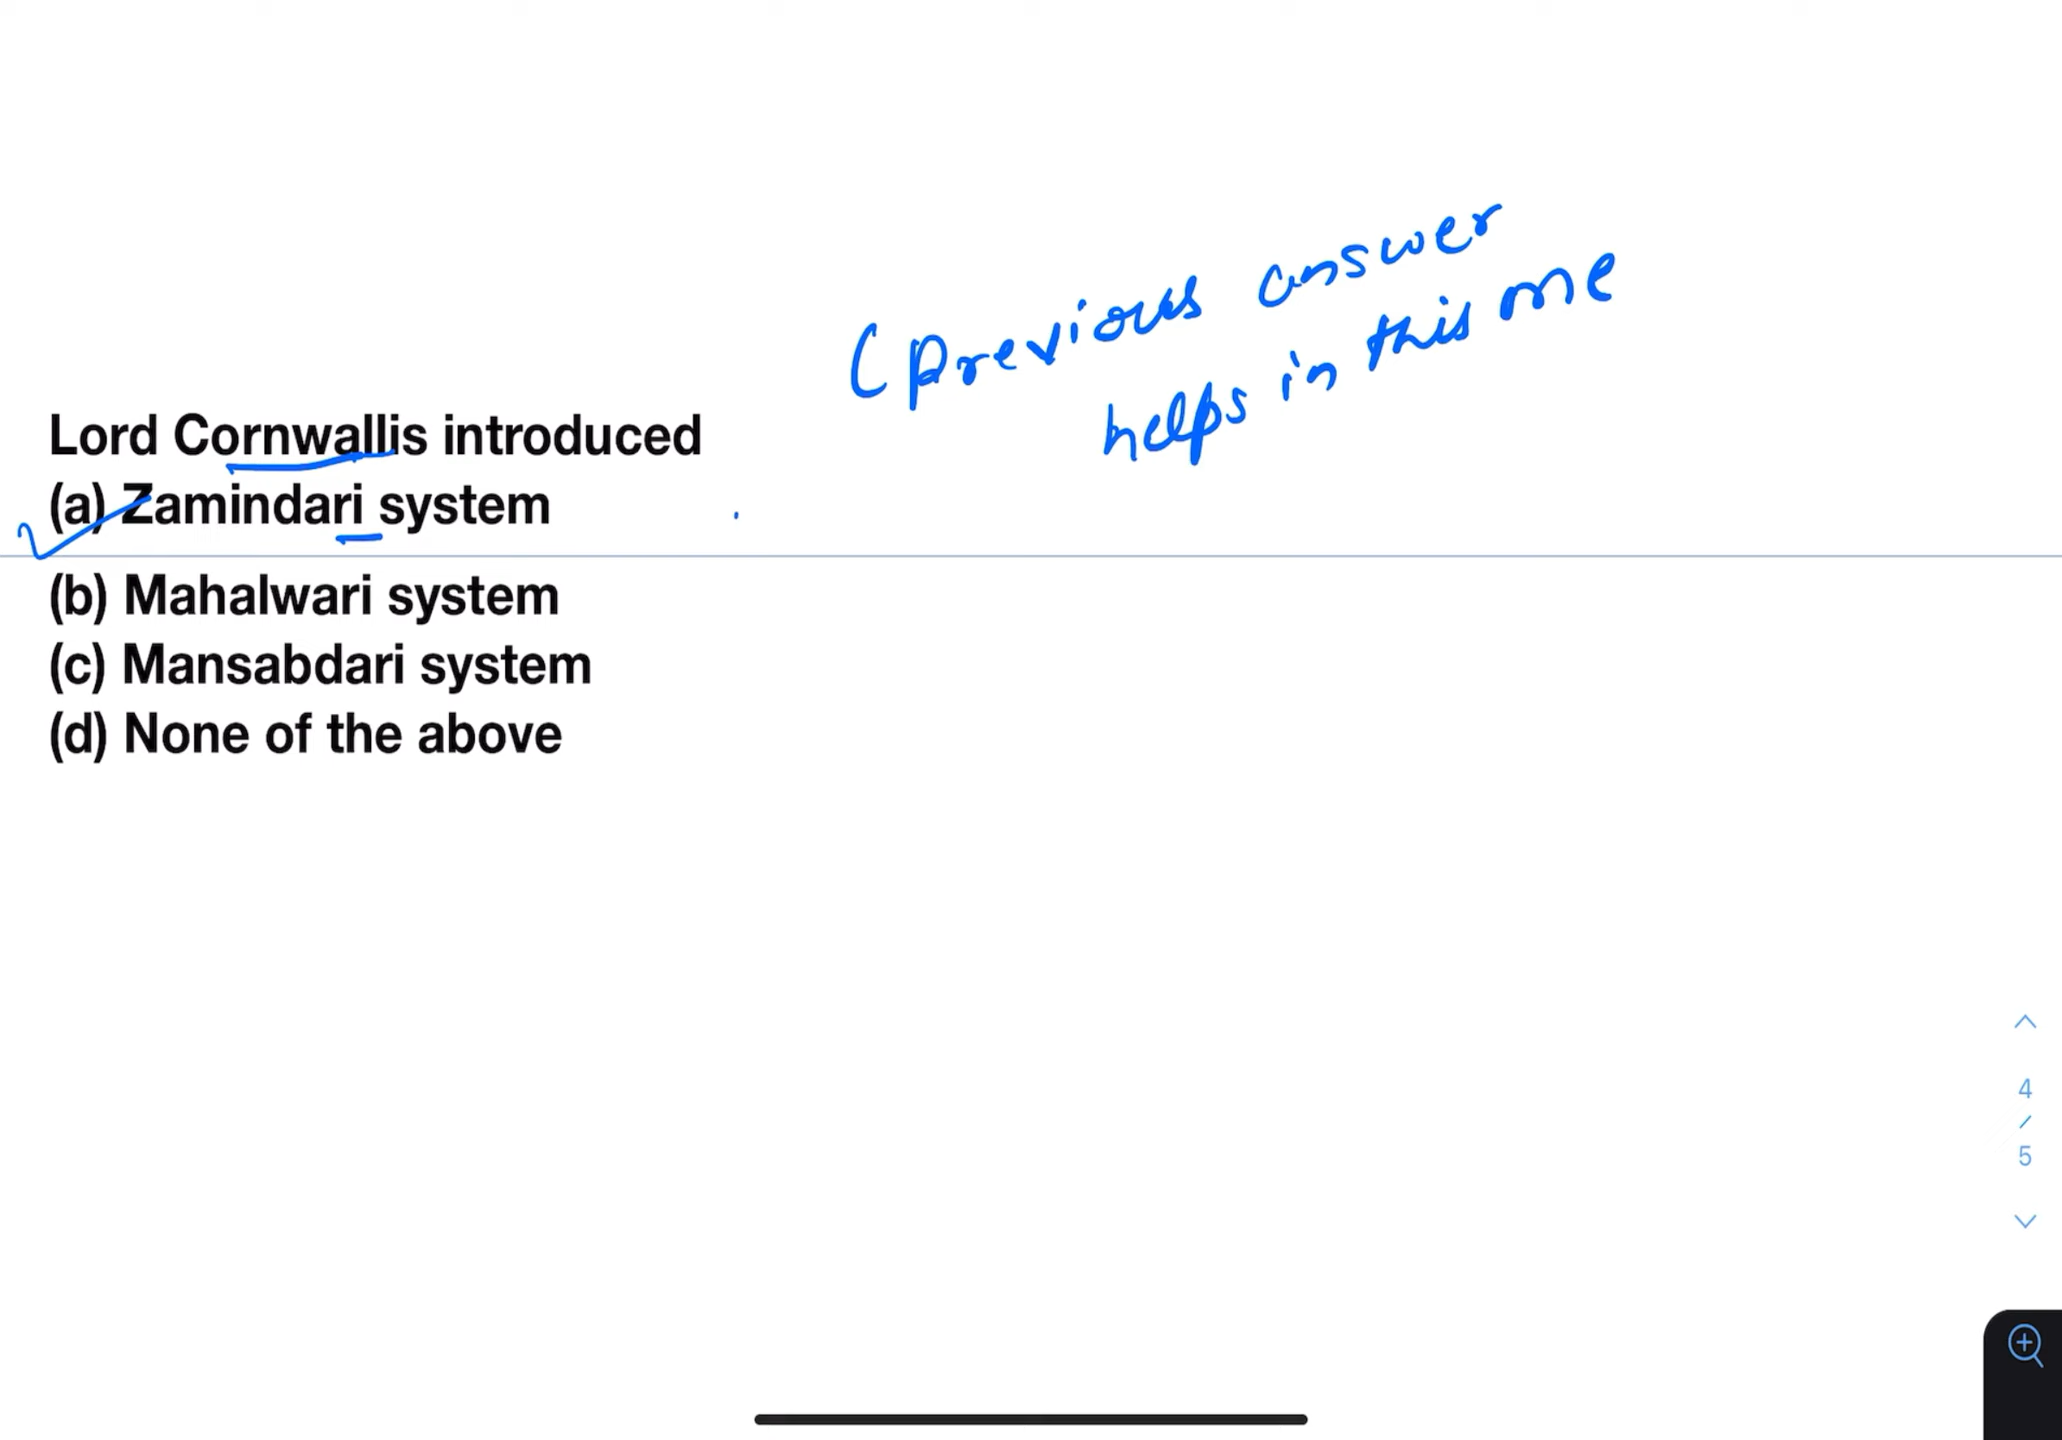 (previous answer
helps in this one
Lord Cornwallis introduced
(a) Zamindari system
(b) Mahalwari system
(c) Mansabdari system
(d) None of the above
4
/
5